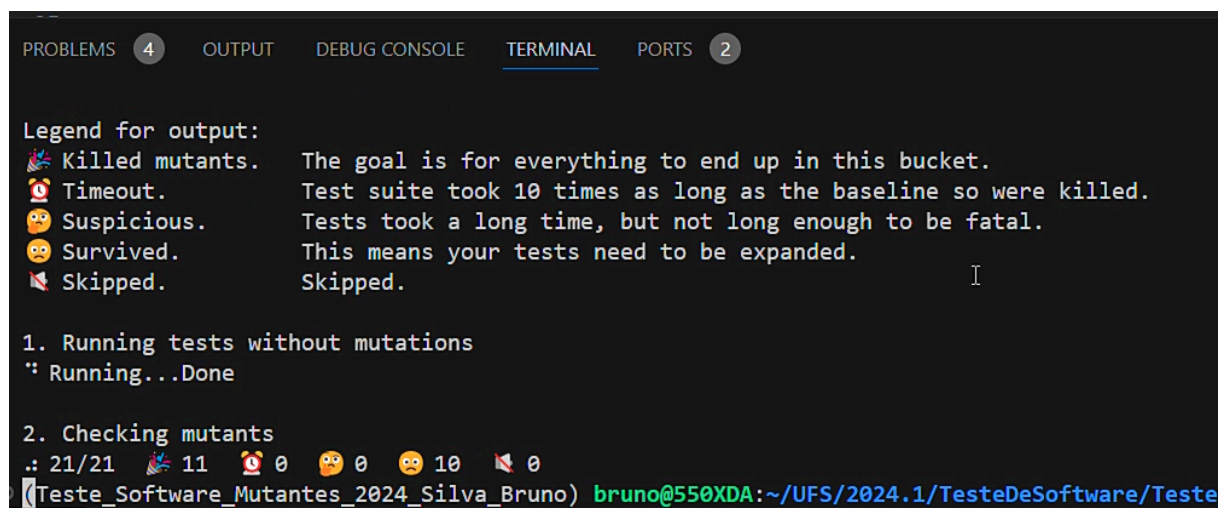 PROBLEMS 4 OUTPUT DEBUG CONSOLE TERMINAL PORTS 2
Legend for output:
🎉 Killed mutants. The goal is for everything to end up in this bucket.
⏰ Timeout. Test suite took 10 times as long as the baseline so were killed.
🤔 Suspicious. Tests took a long time, but not long enough to be fatal.
🙁 Survived. This means your tests need to be expanded.
🔇 Skipped. Skipped.
1. Running tests without mutations
⠙ Running...Done
2. Checking mutants
⠴ 21/21 🎉 11 ⏰ 0 🤔 0 🙁 10 🔇 0
(Teste_Software_Mutantes_2024_Silva_Bruno) bruno@550XDA:~/UFS/2024.1/TesteDeSoftware/Teste